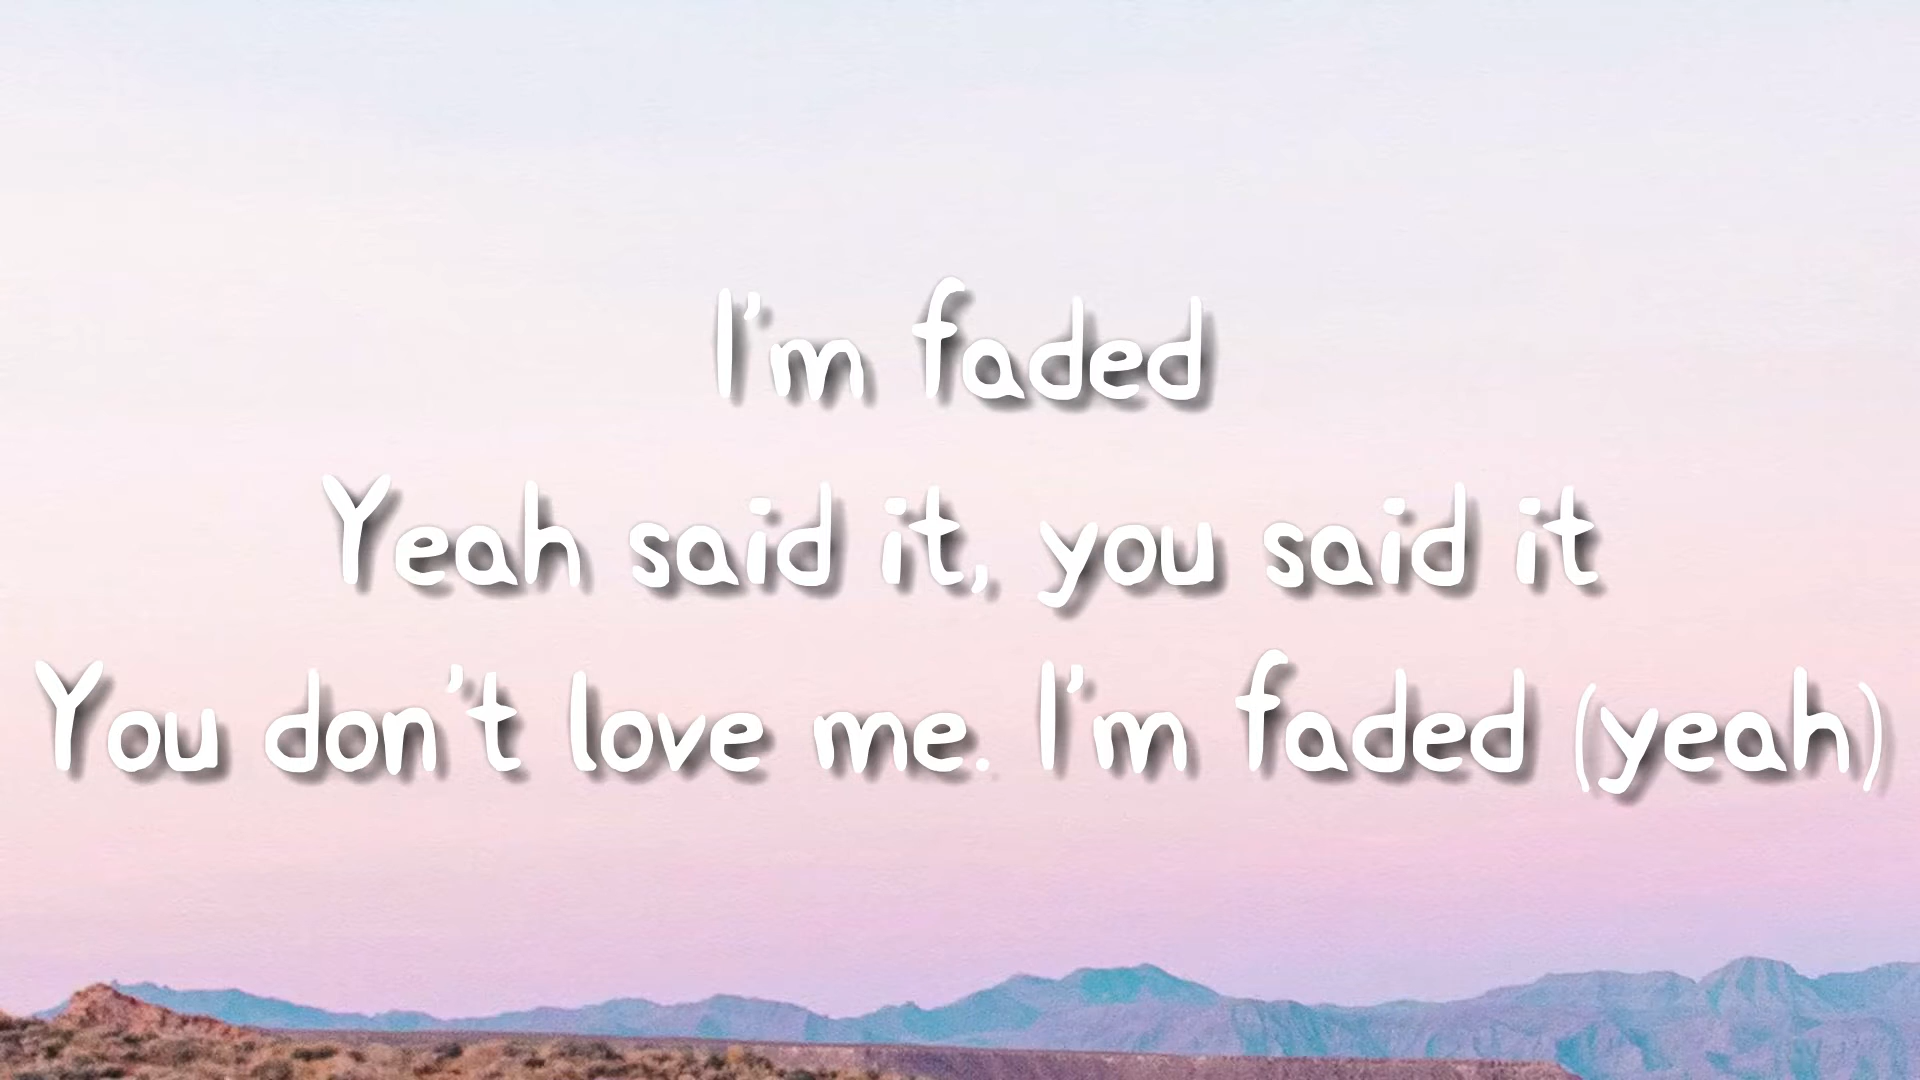 I'm faded
Yeah said it, you said it
You don't love me. I'm faded (yeah)